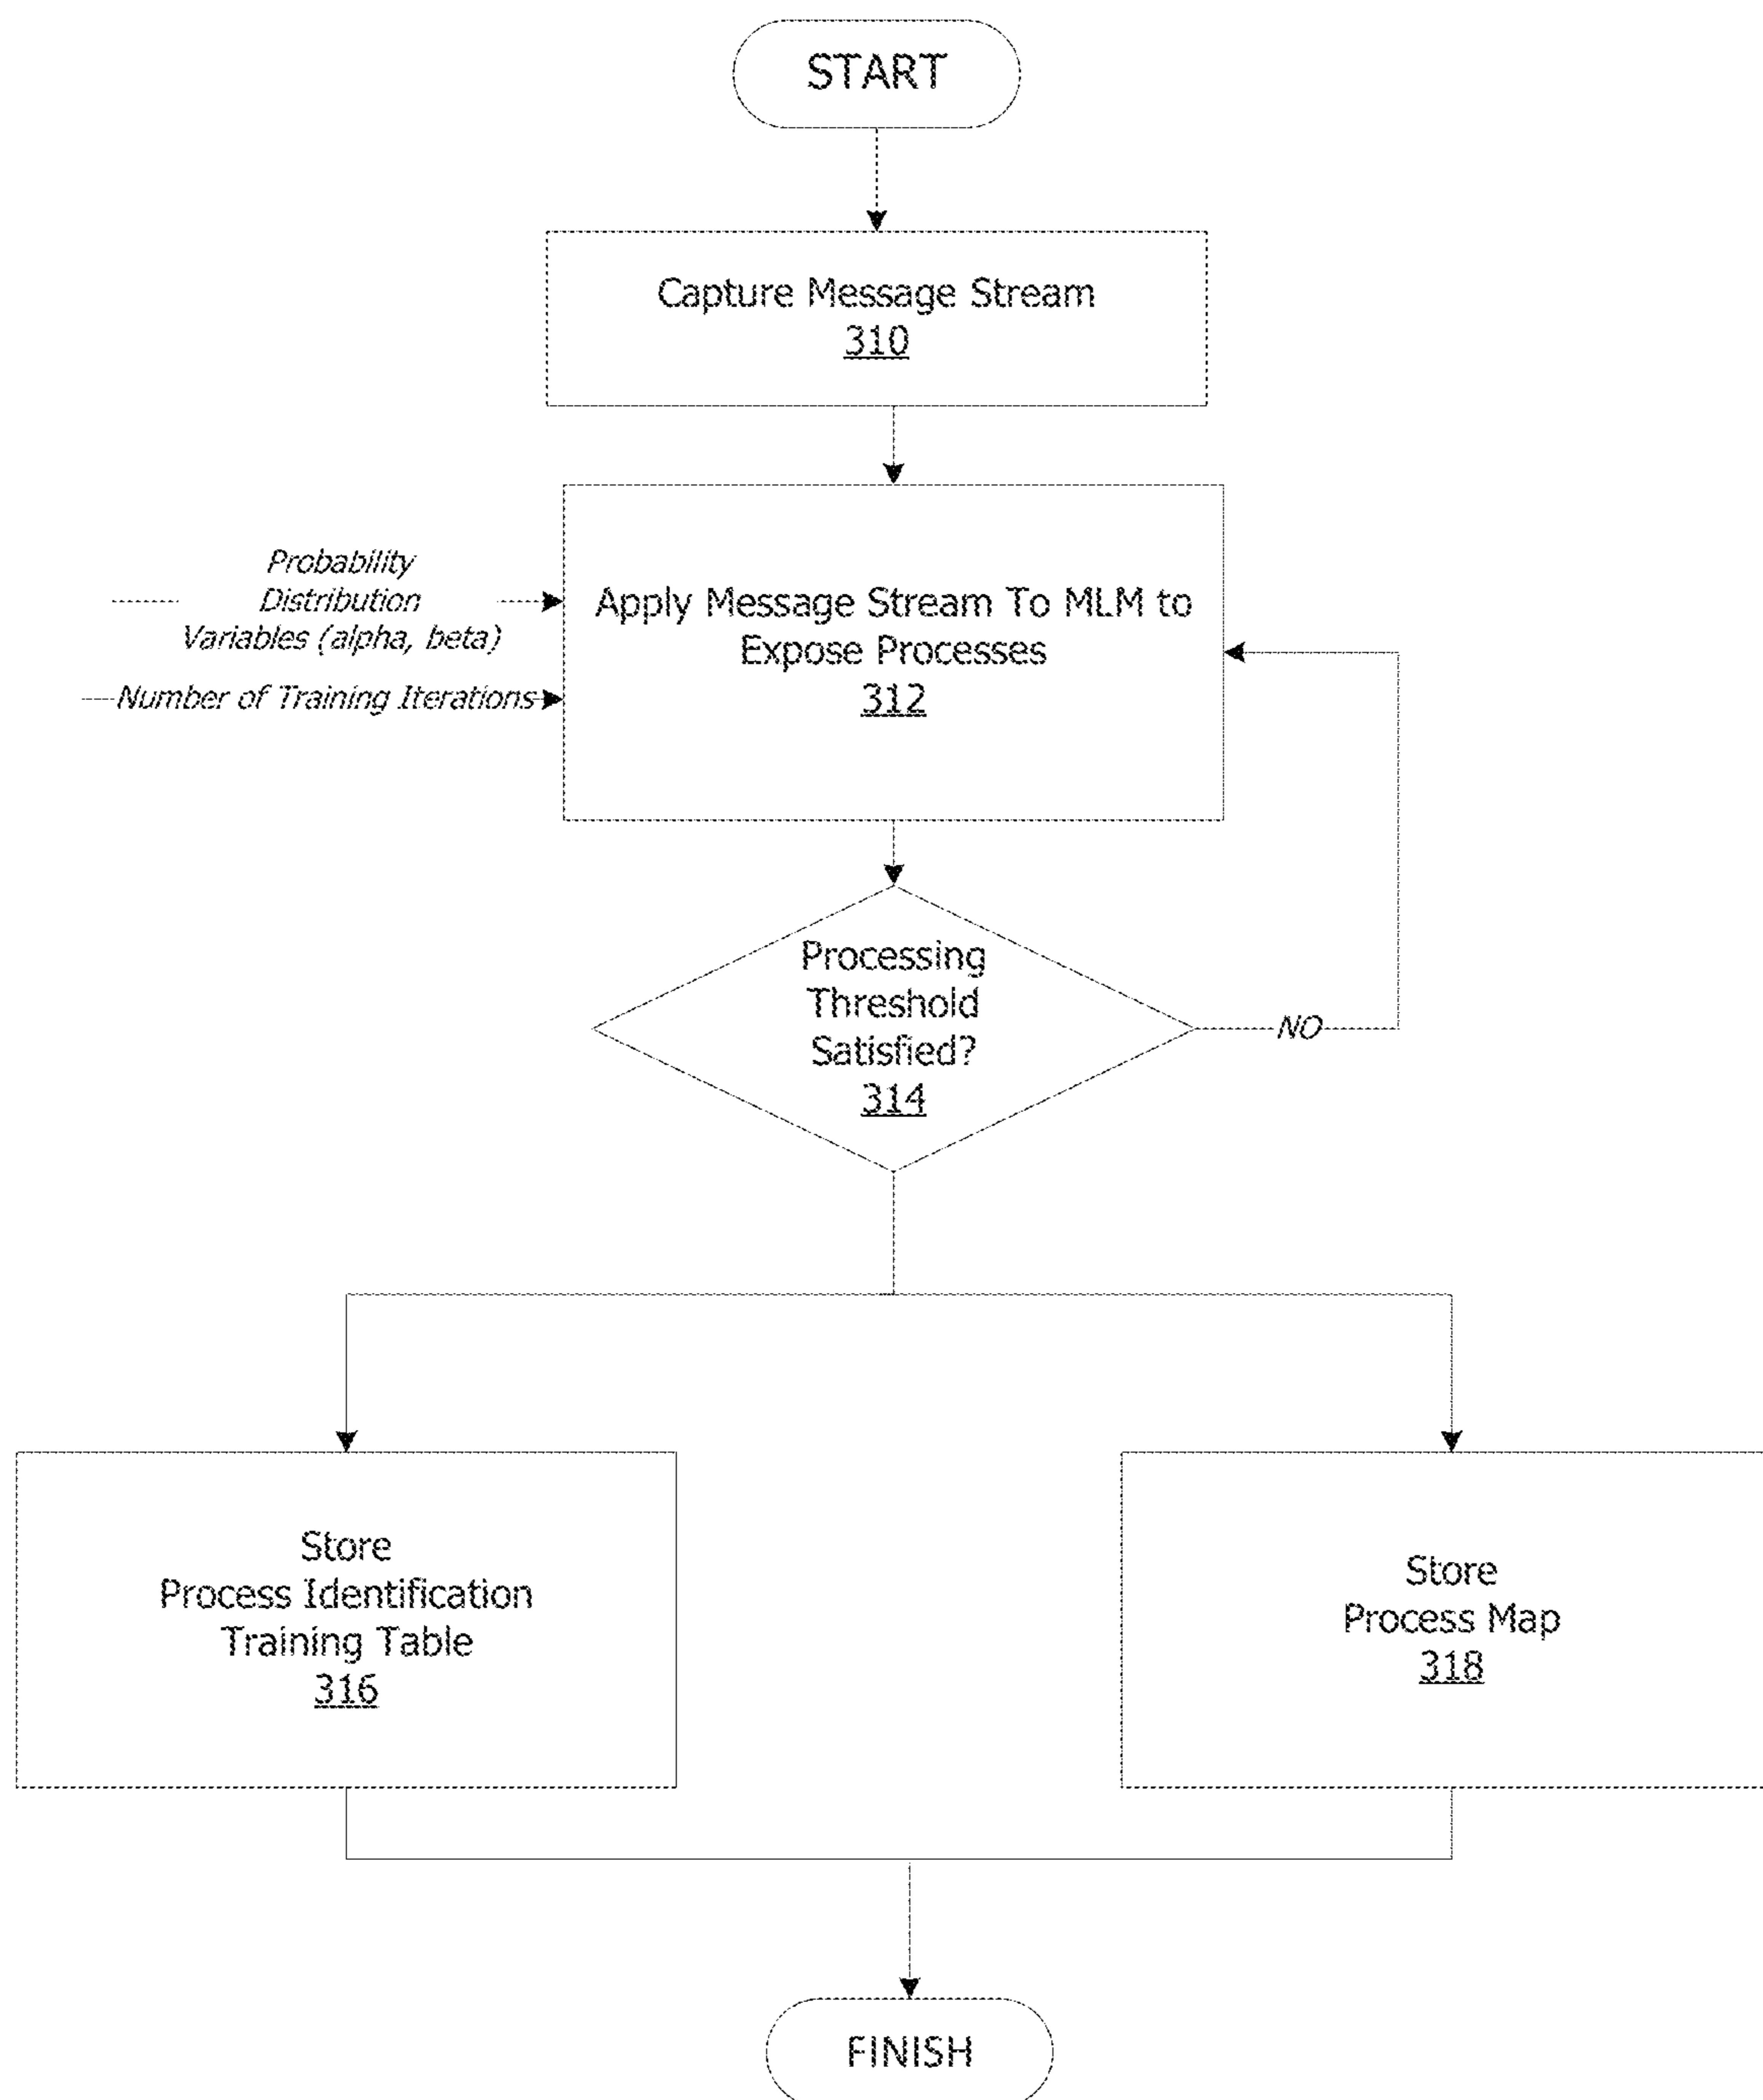 START
Capture Message Stream
310
Probability
Distribution
Variables (alpha, beta)
Number of Training Iterations
Apply Message Stream To MLM to
Expose Processes
312
Processing
Threshold
Satisfied?
314
NO
Store
Process Identification
Training Table
316
Store
Process Map
318
FINISH